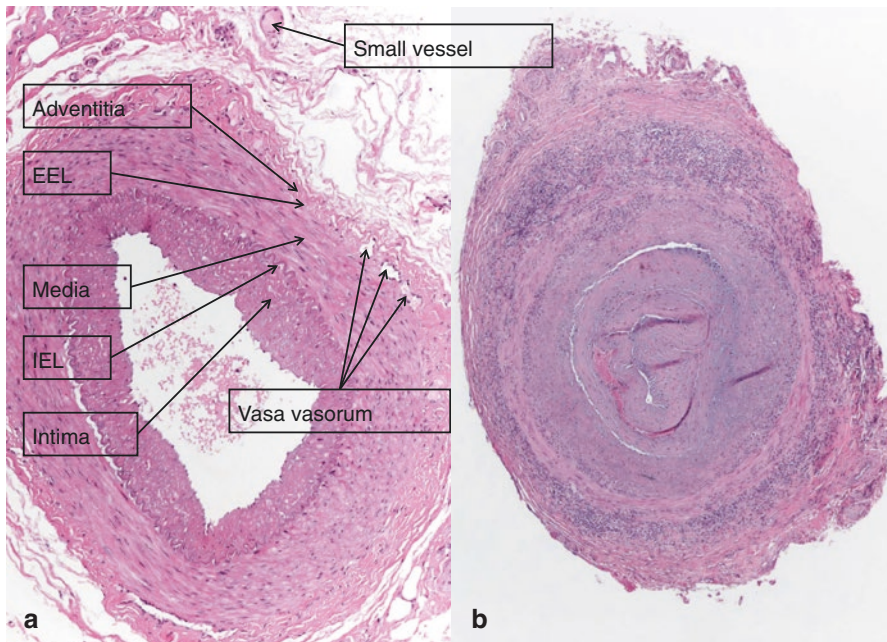 Small vessel
Adventitia
EEL
Media
IEL
Vasa vasorum
Intima
a
b